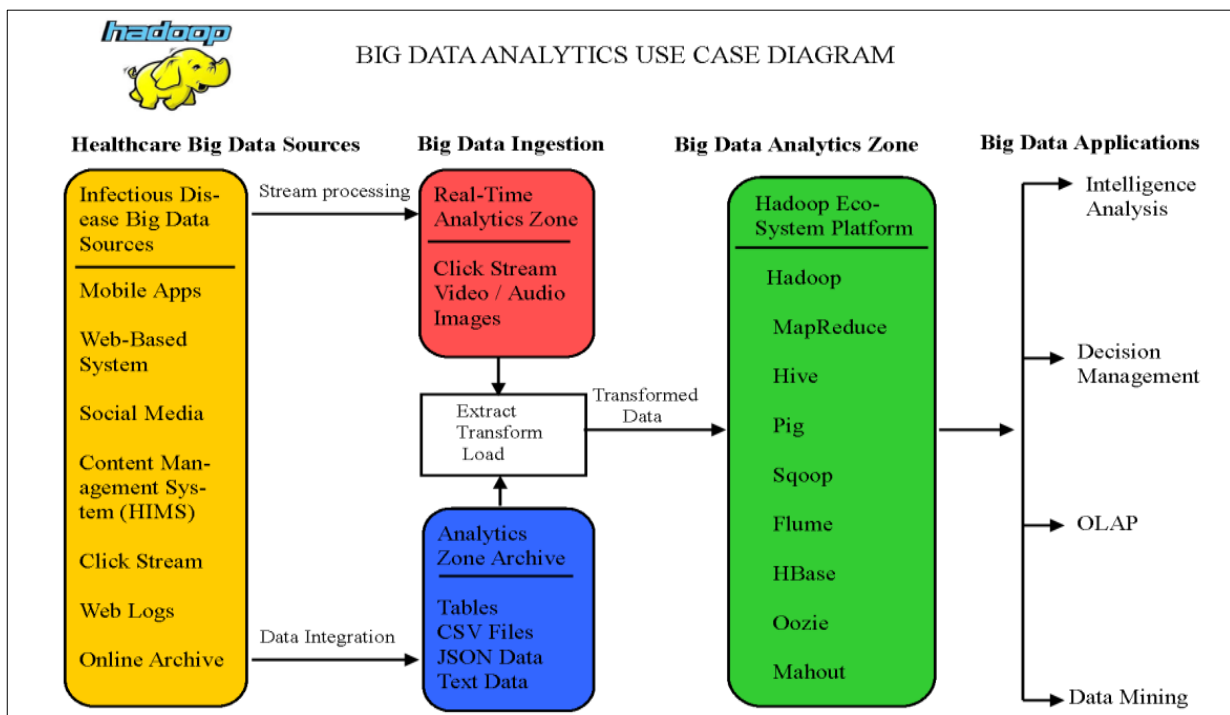 hadoop
BIG DATA ANALYTICS USE CASE DIAGRAM
Healthcare Big Data Sources
Infectious Dis-
ease Big Data
Sources
Mobile Apps
Web-Based
System
Social Media
Content Man-
agement Sys-
tem (HIMS)
Click Stream
Web Logs
Online Archive
Stream processing
Data Integration
Big Data Ingestion
Real-Time
Analytics Zone
Click Stream
Video / Audio
Images
Extract
Transform
Load
Analytics
Zone Archive
Tables
CSV Files
JSON Data
Text Data
Transformed
Data
Big Data Analytics Zone
Hadoop Eco-
System Platform
Hadoop
MapReduce
Hive
Pig
Sqoop
Flume
HBase
Oozie
Mahout
Big Data Applications
Intelligence
Analysis
Decision
Management
OLAP
Data Mining